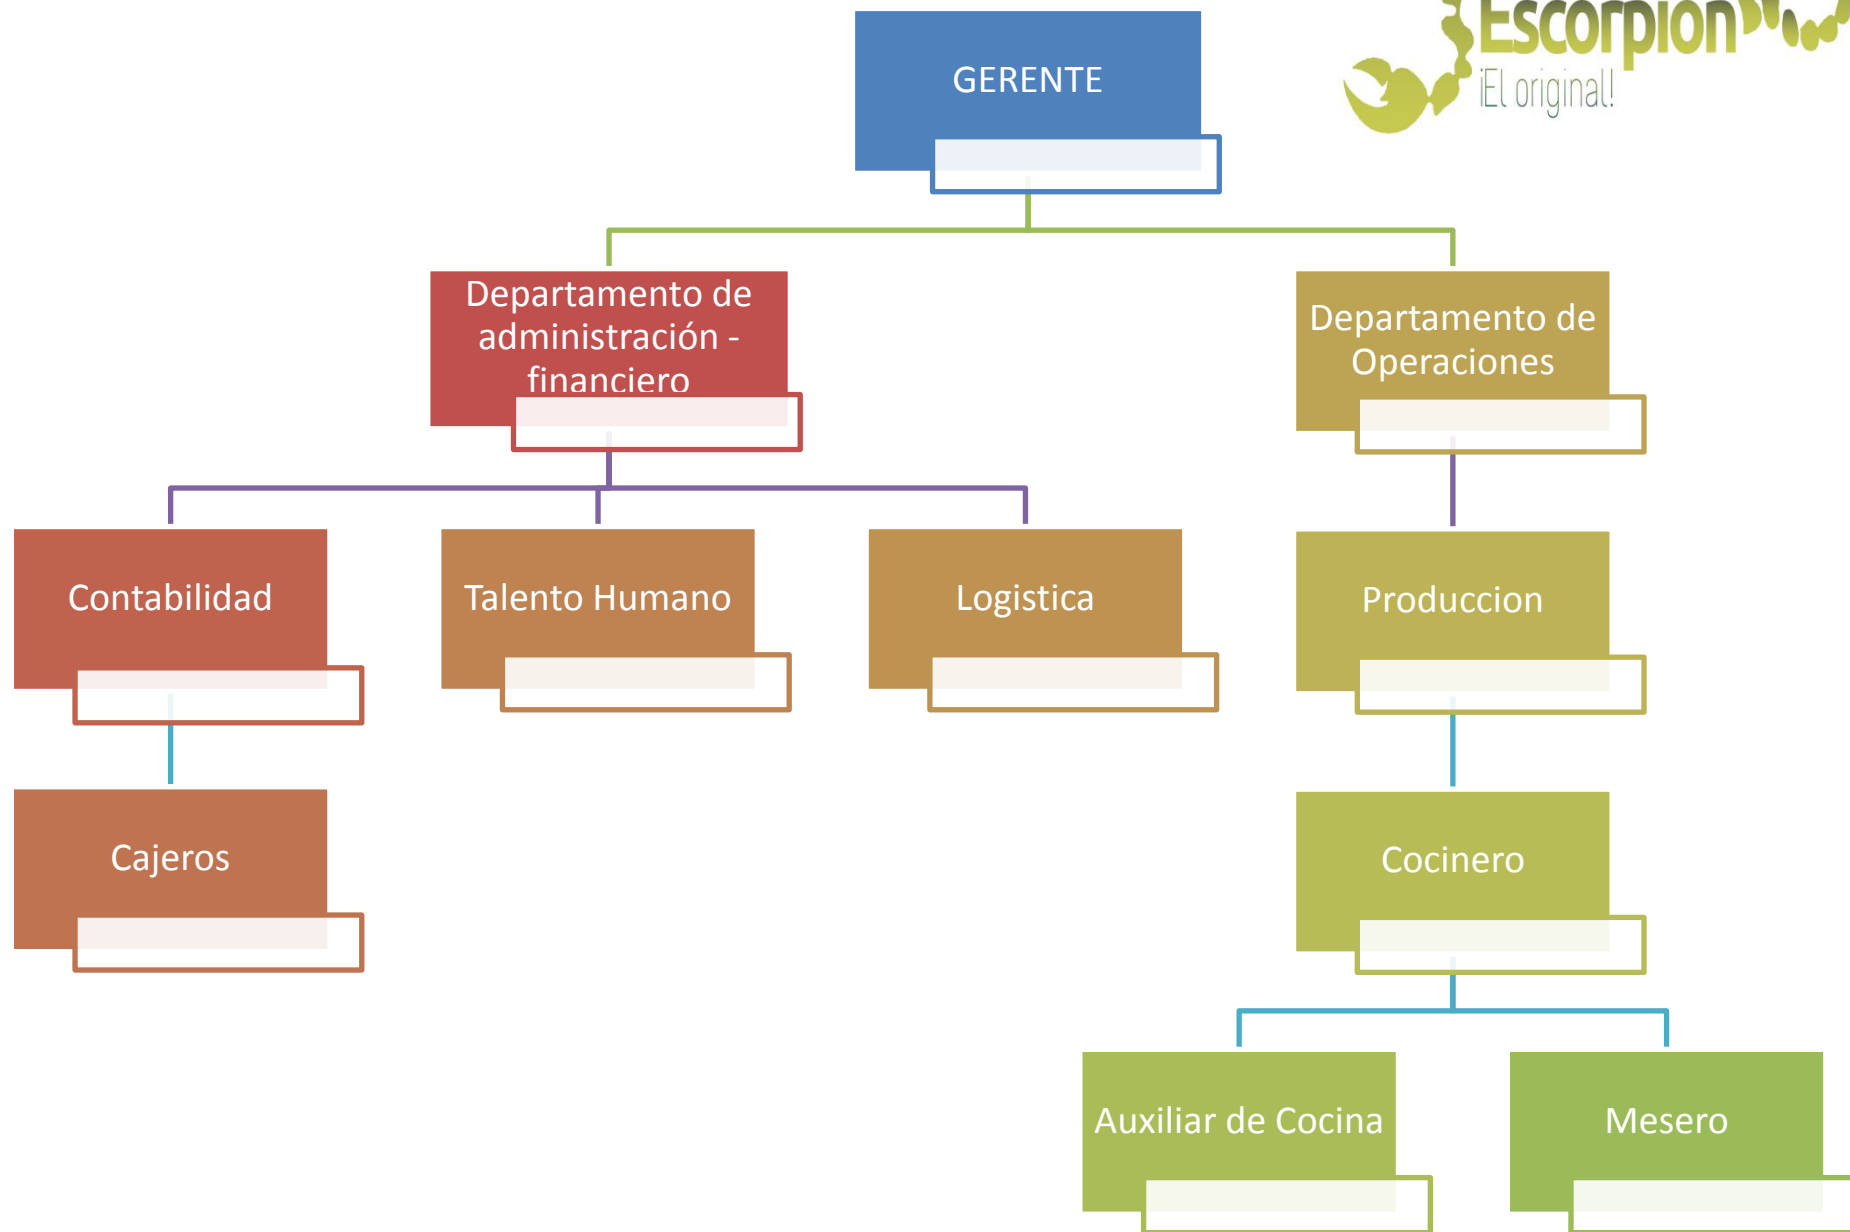 Escorpion
¡El original!
GERENTE
Departamento de
administración -
financiero
Departamento de
Operaciones
Contabilidad
Talento Humano
Logistica
Produccion
Cajeros
Cocinero
Auxiliar de Cocina
Mesero